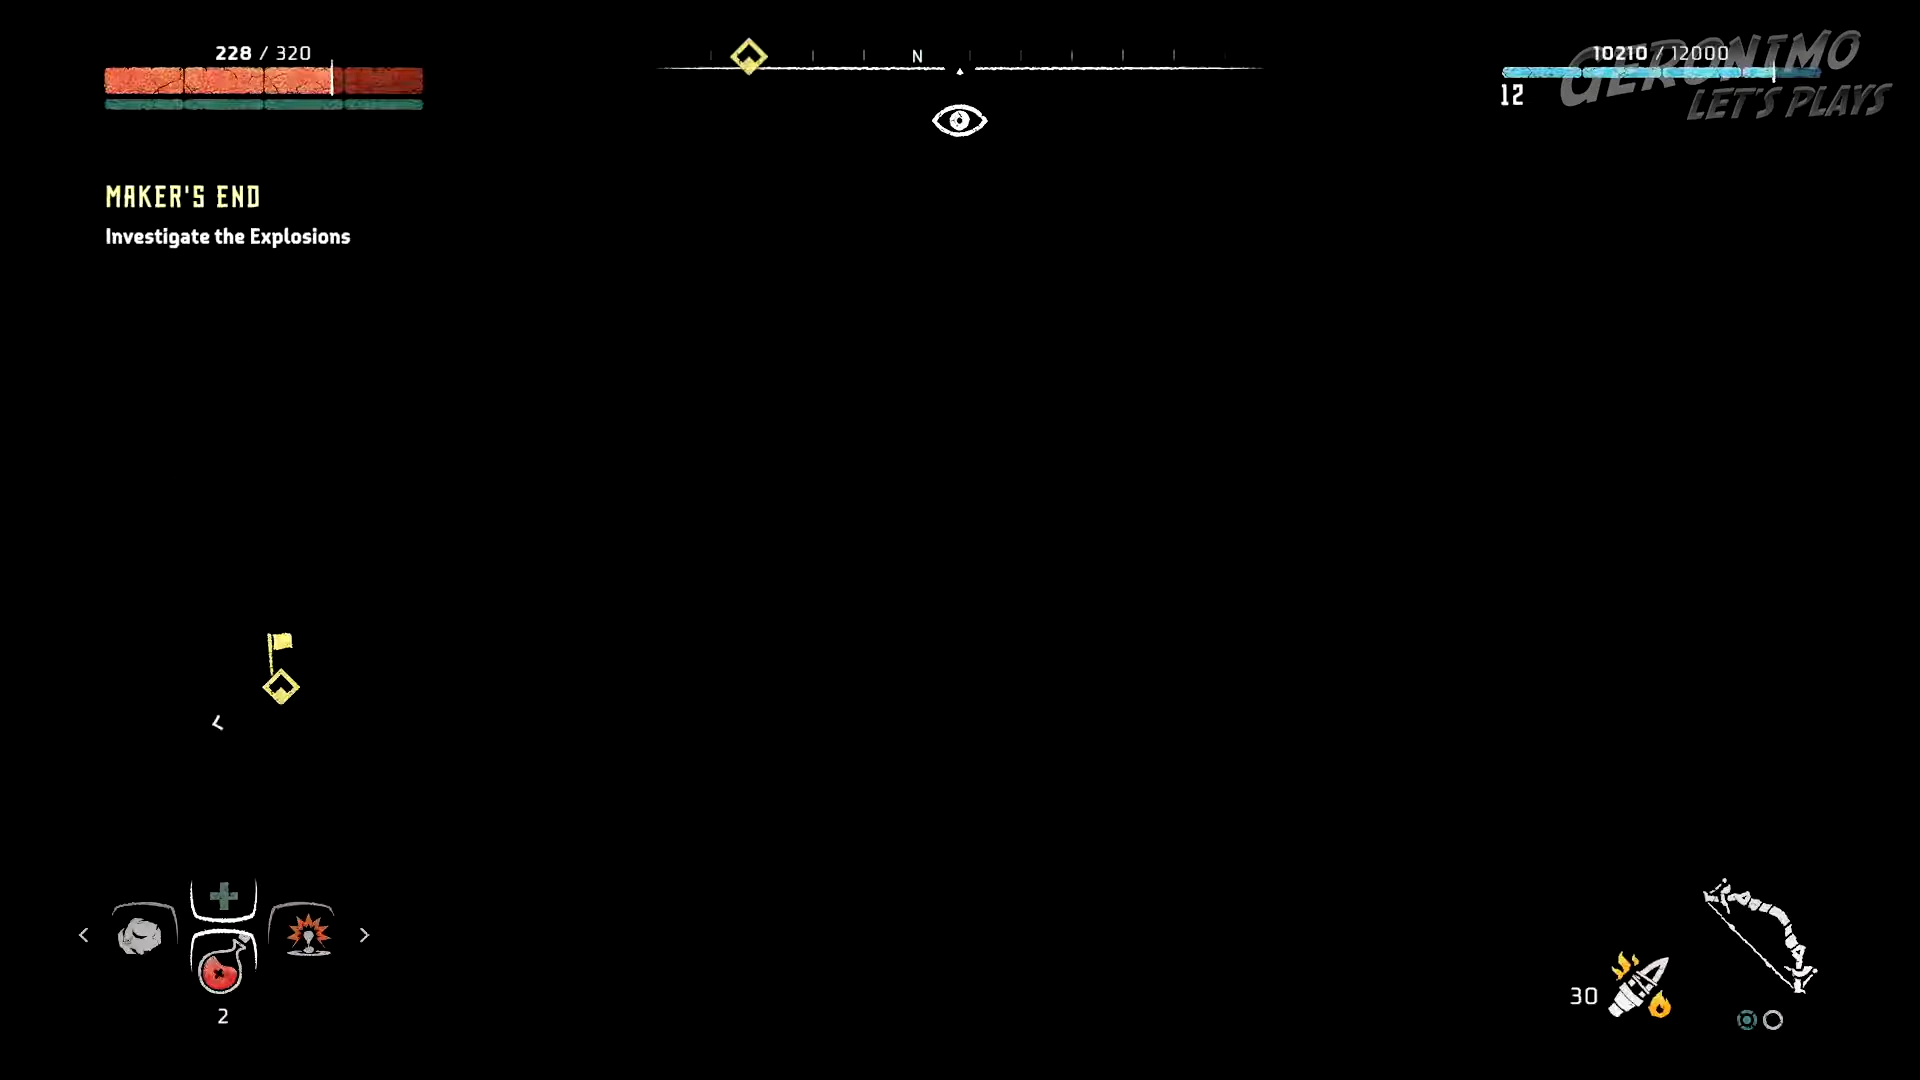 228 / 320
N
10210 / 12000
12
GERONIMO
LET'S PLAYS
MAKER'S END
Investigate the Explosions
2
30